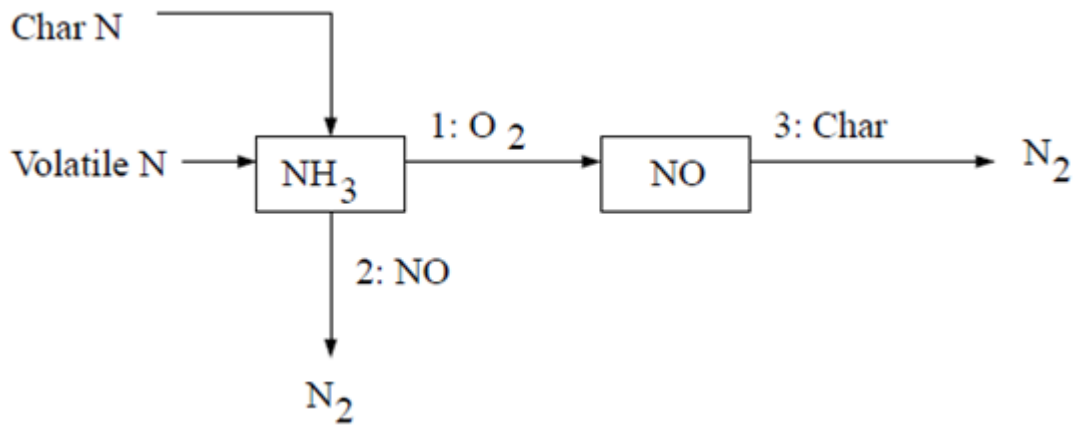 Char N
1: O₂
3: Char
Volatile N
NH₃
NO
N₂
2: NO
N₂